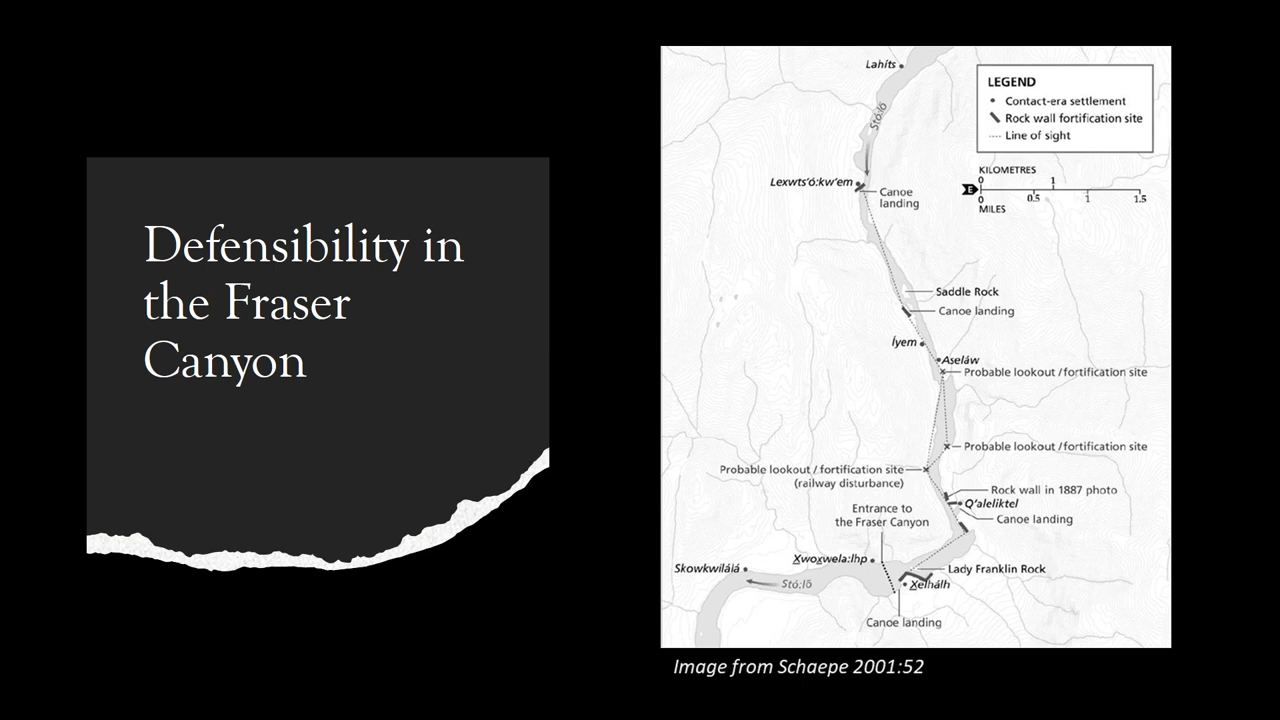 Defensibility in
the Fraser
Canyon
Lahíts
Stó:lō
LEGEND
Contact-era settlement
Rock wall fortification site
Line of sight
KILOMETRES
0 1
E
0 0.5 1 1.5
MILES
Lexwts'ó:kw'em
Canoe
landing
Saddle Rock
Canoe landing
Íyem
Aseláw
Probable lookout / fortification site
Probable lookout / fortification site
Probable lookout / fortification site
(railway disturbance)
Rock wall in 1887 photo
Q'aleliktel
Canoe landing
Entrance to
the Fraser Canyon
X̲wox̲wela:lhp
Skowkwilálá
Stó:lō
Lady Franklin Rock
X̲elhálh
Canoe landing
Image from Schaepe 2001:52